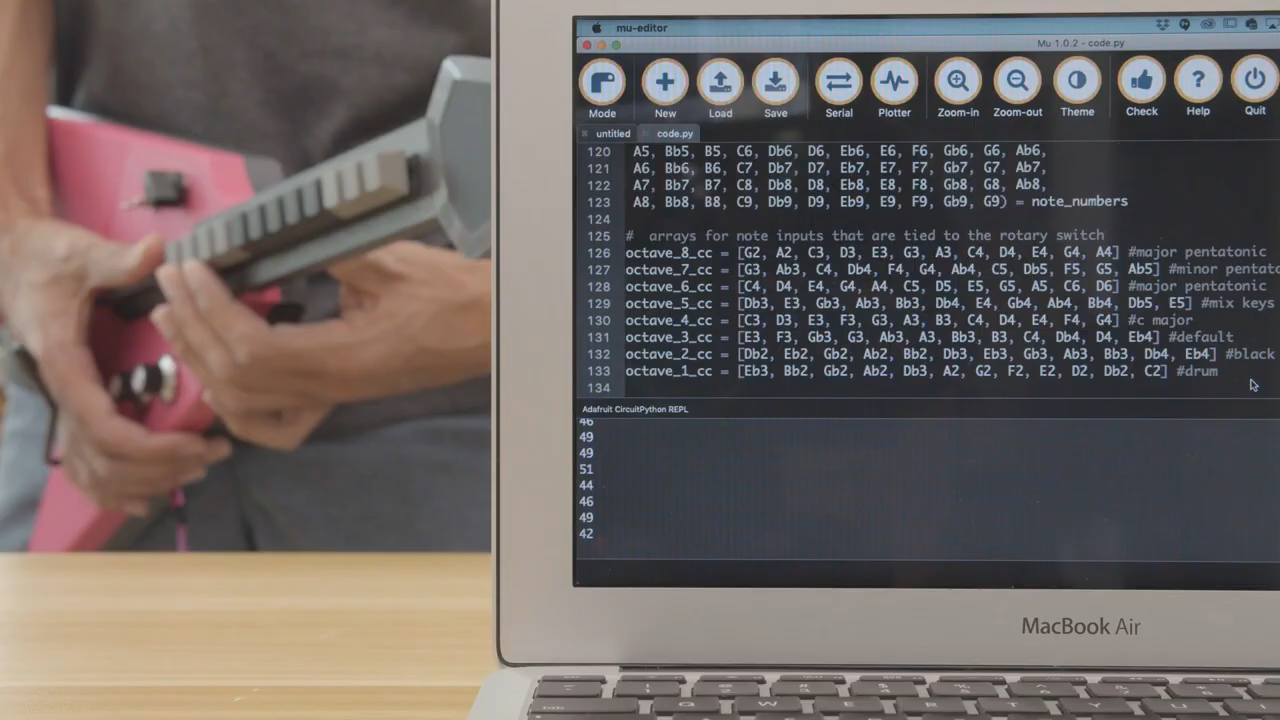 mu-editor
Mu 1.0.2 - code.py
Mode New Load Save Serial Plotter Zoom-in Zoom-out Theme Check Help Quit
untitled code.py
120 A5, Bb5, B5, C6, Db6, D6, Eb6, E6, F6, Gb6, G6, Ab6,
121 A6, Bb6, B6, C7, Db7, D7, Eb7, E7, F7, Gb7, G7, Ab7,
122 A7, Bb7, B7, C8, Db8, D8, Eb8, E8, F8, Gb8, G8, Ab8,
123 A8, Bb8, B8, C9, Db9, D9, Eb9, E9, F9, Gb9, G9) = note_numbers
124
125 # arrays for note inputs that are tied to the rotary switch
126 octave_8_cc = [G2, A2, C3, D3, E3, G3, A3, C4, D4, E4, G4, A4] #major pentatonic
127 octave_7_cc = [G3, Ab3, C4, Db4, F4, G4, Ab4, C5, Db5, F5, G5, Ab5] #minor pentato
128 octave_6_cc = [C4, D4, E4, G4, A4, C5, D5, E5, G5, A5, C6, D6] #major pentatonic
129 octave_5_cc = [Db3, E3, Gb3, Ab3, Bb3, Db4, E4, Gb4, Ab4, Bb4, Db5, E5] #mix keys
130 octave_4_cc = [C3, D3, E3, F3, G3, A3, B3, C4, D4, E4, F4, G4] #c major
131 octave_3_cc = [E3, F3, Gb3, G3, Ab3, A3, Bb3, B3, C4, Db4, D4, Eb4] #default
132 octave_2_cc = [Db2, Eb2, Gb2, Ab2, Bb2, Db3, Eb3, Gb3, Ab3, Bb3, Db4, Eb4] #black
133 octave_1_cc = [Eb3, Bb2, Gb2, Ab2, Db3, A2, G2, F2, E2, D2, Db2, C2] #drum
134
Adafruit CircuitPython REPL
46
49
49
51
44
46
49
42
MacBook Air
tab Q W E R T Y U I